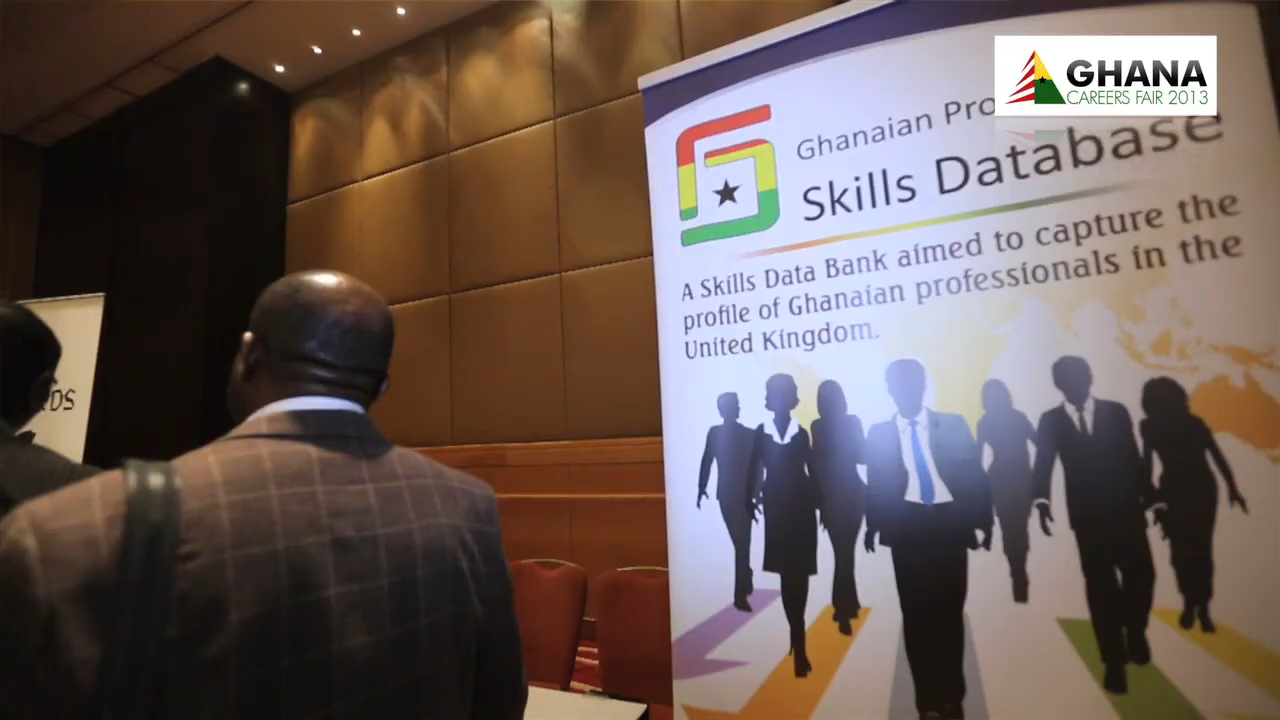 GHANA
CAREERS FAIR 2013
Ghanaian
Skills Database
A Skills Data Bank aimed to capture the
profile of Ghanaian professionals in the
United Kingdom.